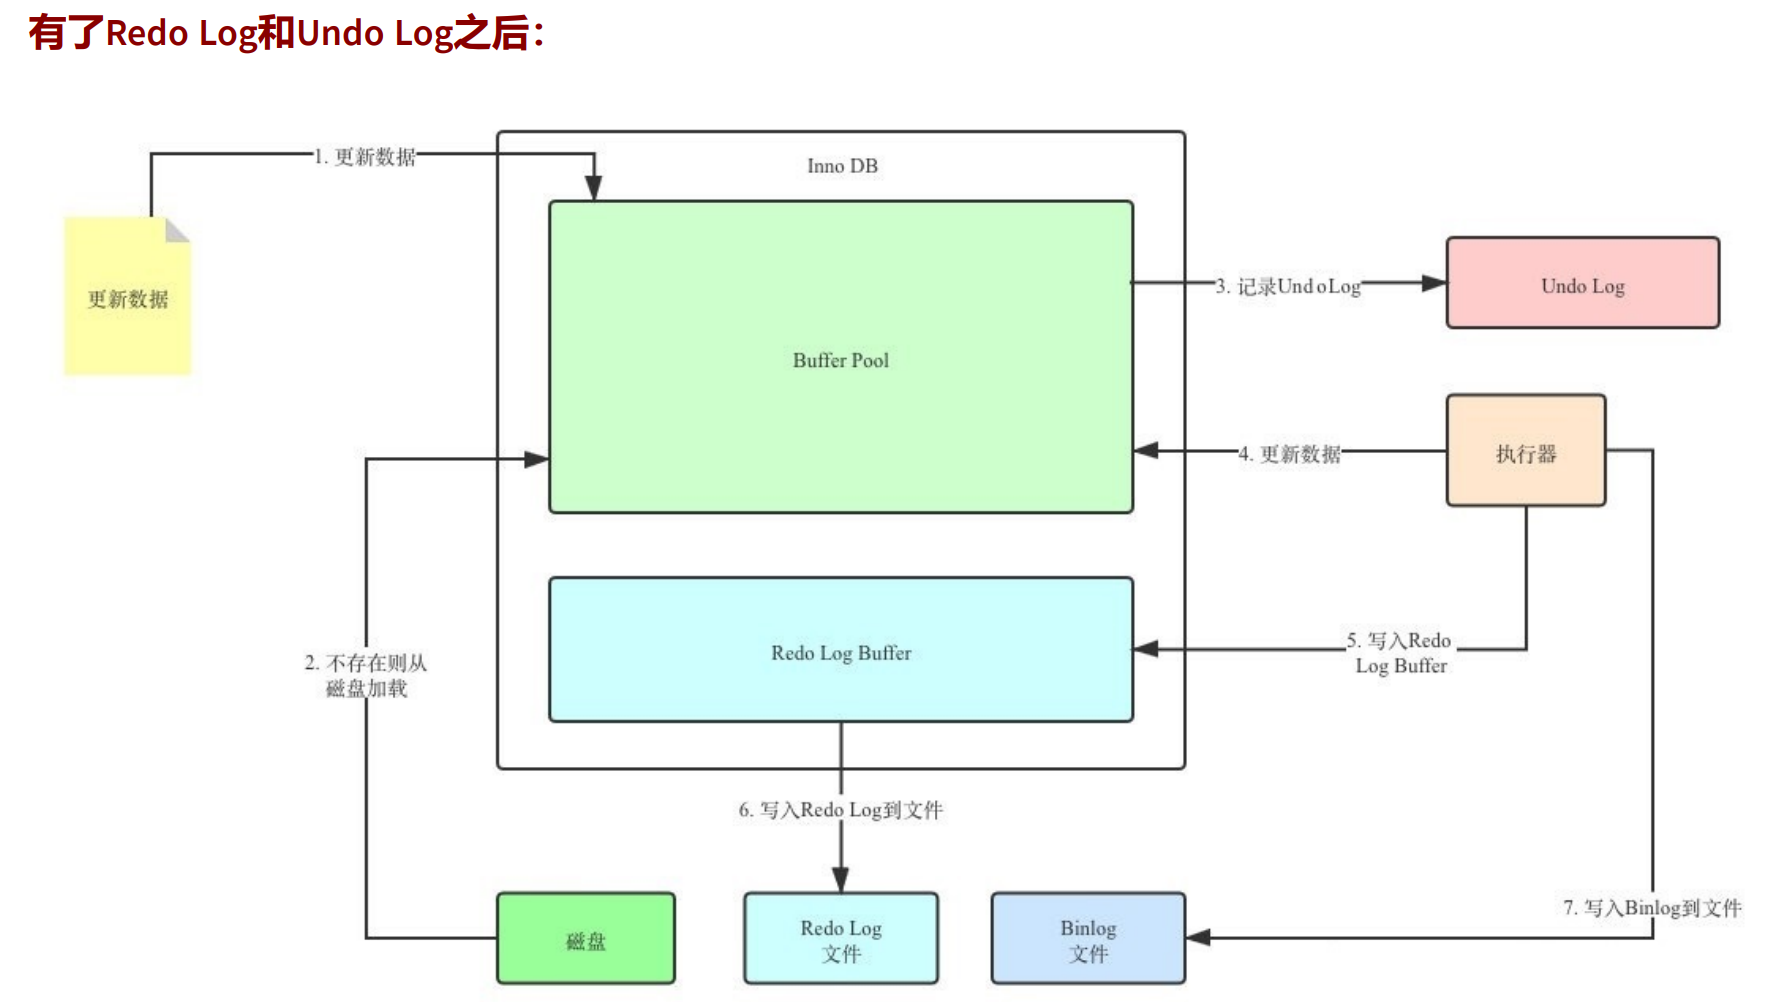 有了Redo Log和Undo Log之后：
1. 更新数据
Inno DB
更新数据
Buffer Pool
3. 记录UndoLog
Undo Log
4. 更新数据
执行器
2. 不存在则从
磁盘加载
Redo Log Buffer
5. 写入Redo
Log Buffer
6. 写入Redo Log到文件
7. 写入Binlog到文件
磁盘
Redo Log
文件
Binlog
文件